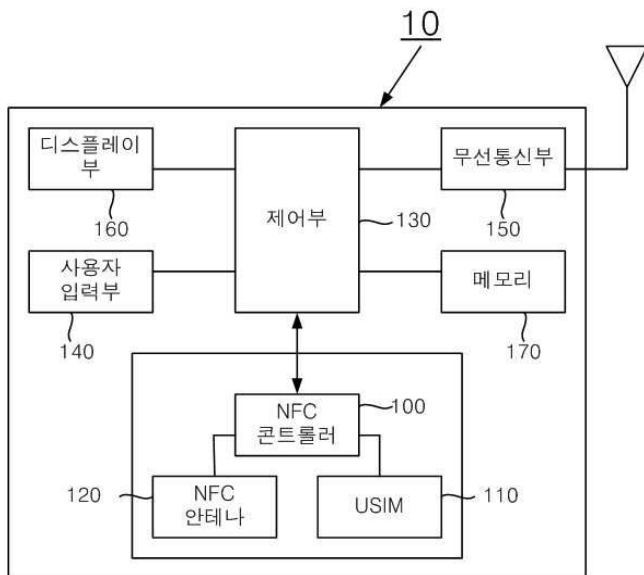 10
디스플레이
부
160
제어부
130
무선통신부
150
사용자
입력부
140
메모리
170
NFC
콘트롤러
100
120
NFC
안테나
USIM
110